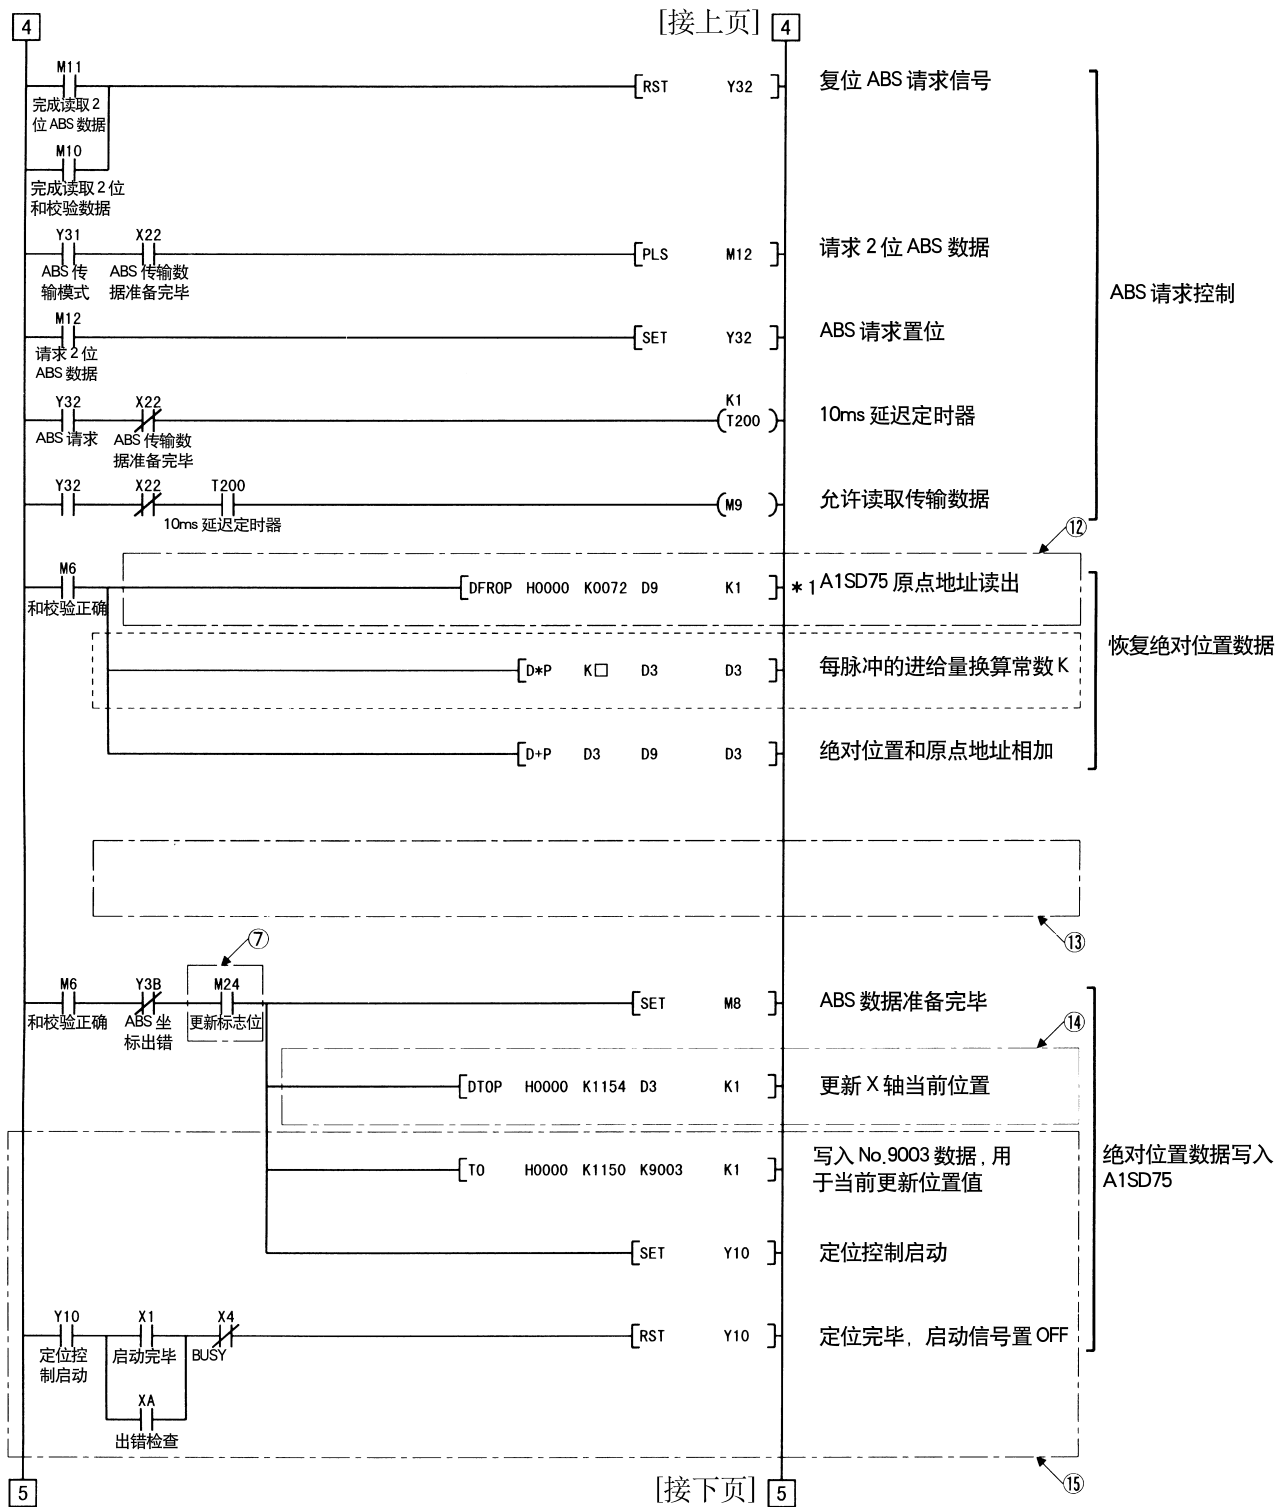 4 [接上页] 4
M11
[RST Y32] 复位 ABS 请求信号
完成读取 2
位 ABS 数据
M10
完成读取 2 位
和校验数据
Y31 X22
[PLS M12] 请求 2 位 ABS 数据
ABS 传 ABS 传输数
输模式 据准备完毕
ABS 请求控制
M12
[SET Y32] ABS 请求置位
请求 2 位
ABS 数据
Y32 X22 K1
(T200) 10ms 延迟定时器
ABS 请求 ABS 传输数
据准备完毕
Y32 X22 T200
(M9) 允许读取传输数据
10ms 延迟定时器
⑫
M6
[DFROP H0000 K0072 D9 K1] *1 A1SD75 原点地址读出
和校验正确
恢复绝对位置数据
[D*P K□ D3 D3] 每脉冲的进给量换算常数 K
[D+P D3 D9 D3] 绝对位置和原点地址相加
⑬
⑦
M6 Y3B M24
[SET M8] ABS 数据准备完毕
和校验正确 ABS 坐 更新标志位
标出错
⑭
[DTOP H0000 K1154 D3 K1] 更新 X 轴当前位置
[TO H0000 K1150 K9003 K1] 写入 No.9003 数据, 用
于当前更新位置值
绝对位置数据写入
A1SD75
[SET Y10] 定位控制启动
Y10 X1 X4
[RST Y10] 定位完毕, 启动信号置 OFF
定位控 启动完毕 BUSY
制启动
XA
出错检查
⑮
5 [接下页] 5